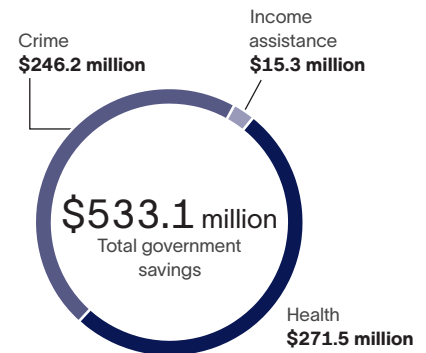 Income
assistance
$15.3 million
Crime
$246.2 million
$533.1 million
Total government
savings
Health
$271.5 million